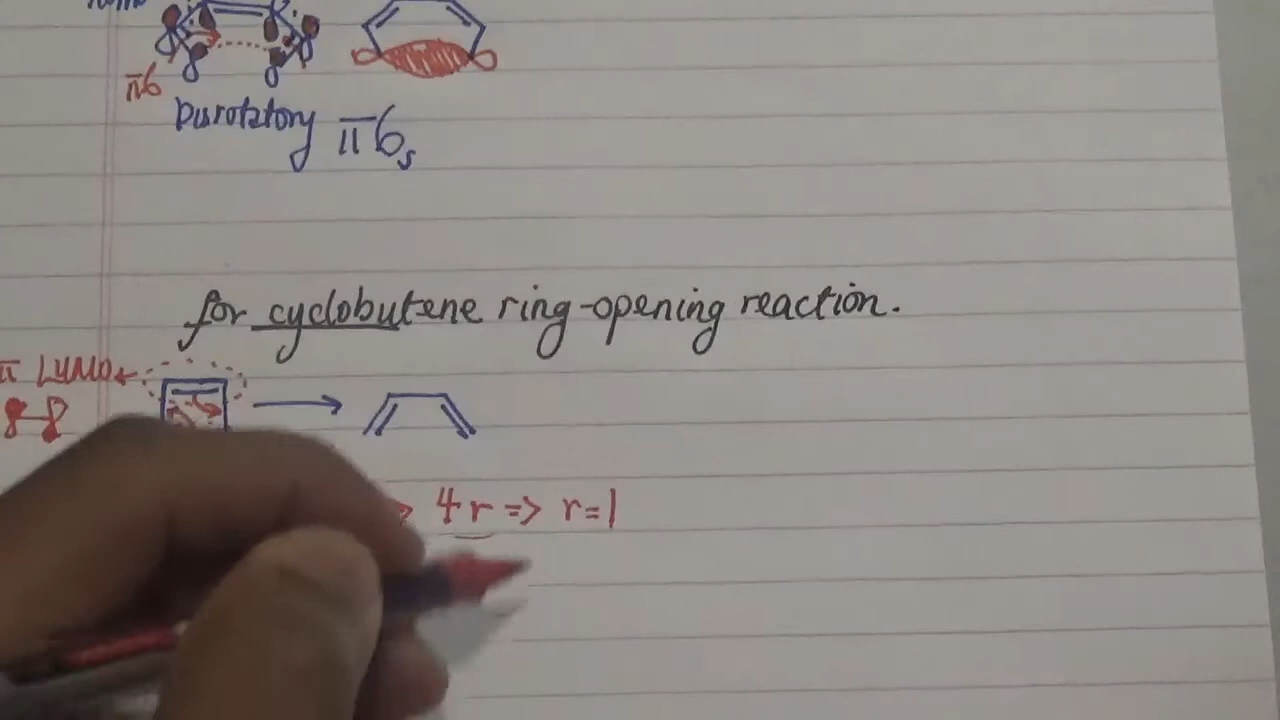 π6
Disrotatory π6s
for cyclobutene ring-opening reaction.
π LUMO
4r => r=1